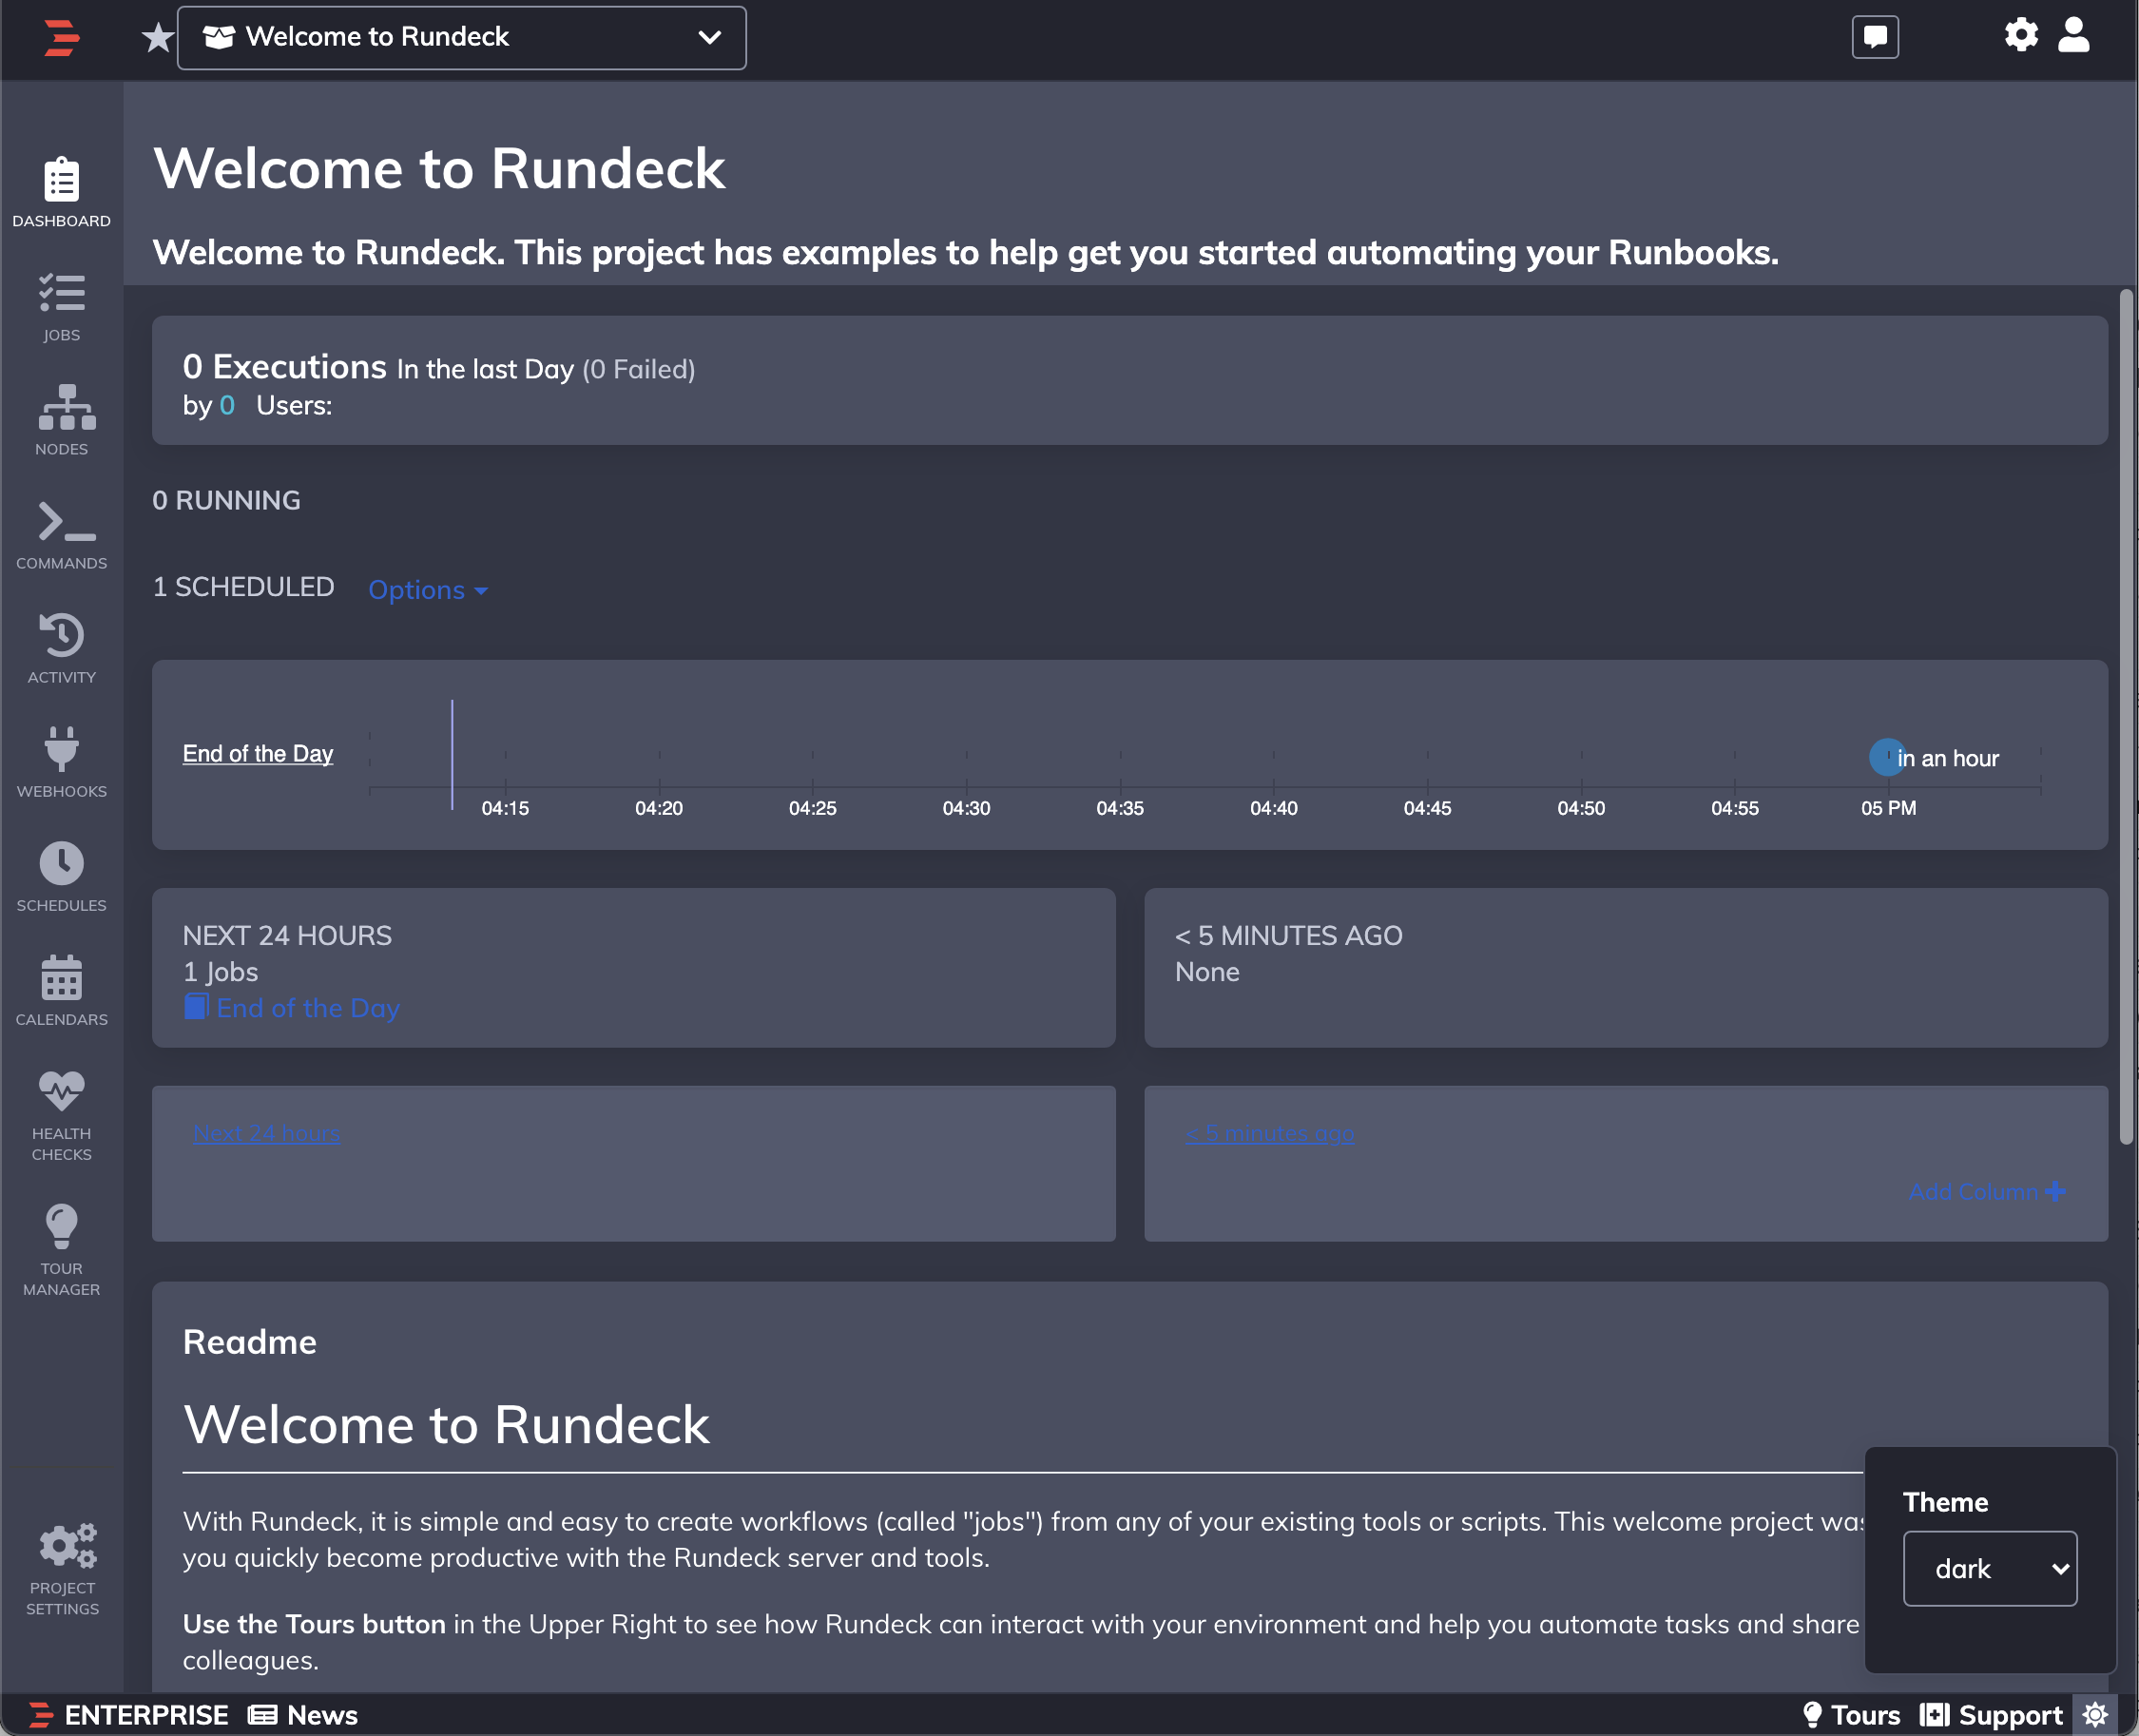 Welcome to Rundeck
DASHBOARD
JOBS
NODES
COMMANDS
ACTIVITY
WEBHOOKS
SCHEDULES
CALENDARS
HEALTH
CHECKS
TOUR
MANAGER
PROJECT
SETTINGS
Welcome to Rundeck
Welcome to Rundeck. This project has examples to help get you started automating your Runbooks.
0 Executions In the last Day (0 Failed)
by 0 Users:
0 RUNNING
1 SCHEDULED Options
End of the Day
in an hour
04:15 04:20 04:25 04:30 04:35 04:40 04:45 04:50 04:55 05 PM
NEXT 24 HOURS
1 Jobs
End of the Day
< 5 MINUTES AGO
None
Next 24 hours
< 5 minutes ago
Add Column
Readme
Welcome to Rundeck
With Rundeck, it is simple and easy to create workflows (called "jobs") from any of your existing tools or scripts. This welcome project was
you quickly become productive with the Rundeck server and tools.
Use the Tours button in the Upper Right to see how Rundeck can interact with your environment and help you automate tasks and share
colleagues.
Theme
dark
ENTERPRISE News
Tours Support